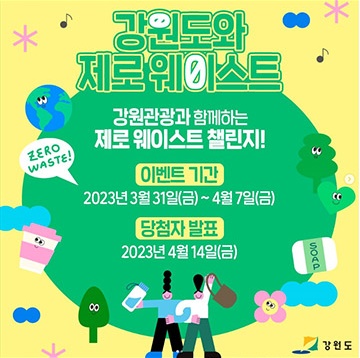 강원도와
제로 웨이스트
강원관광과 함께하는
제로 웨이스트 챌린지!
ZERO
WASTE!
이벤트 기간
2023년 3월 31일(금) ~ 4월 7일(금)
당첨자 발표
2023년 4월 14일(금)
SOAP
강원도